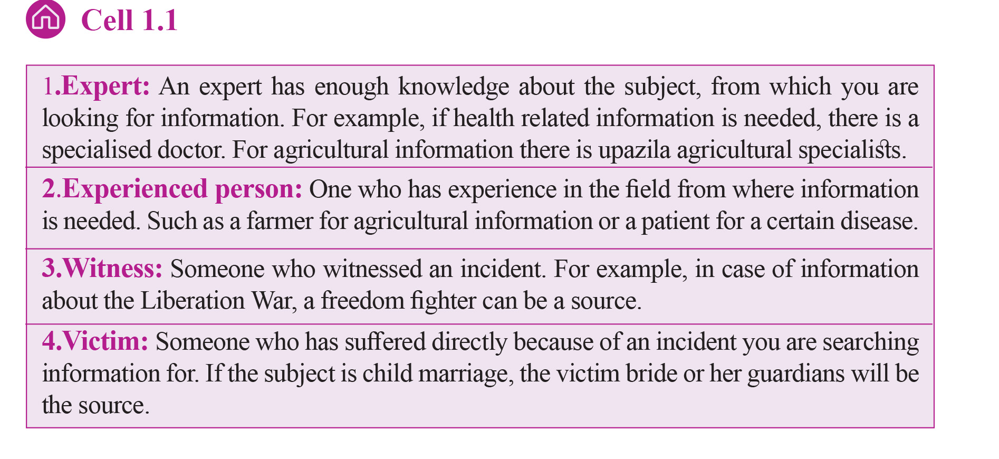 Cell 1.1
1.Expert: An expert has enough knowledge about the subject, from which you are
looking for information. For example, if health related information is needed, there is a
specialised doctor. For agricultural information there is upazila agricultural specialists.
2.Experienced person: One who has experience in the field from where information
is needed. Such as a farmer for agricultural information or a patient for a certain disease.
3.Witness: Someone who witnessed an incident. For example, in case of information
about the Liberation War, a freedom fighter can be a source.
4.Victim: Someone who has suffered directly because of an incident you are searching
information for. If the subject is child marriage, the victim bride or her guardians will be
the source.